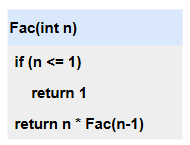 Fac(int n)
if (n <= 1)
return 1
return n * Fac(n-1)